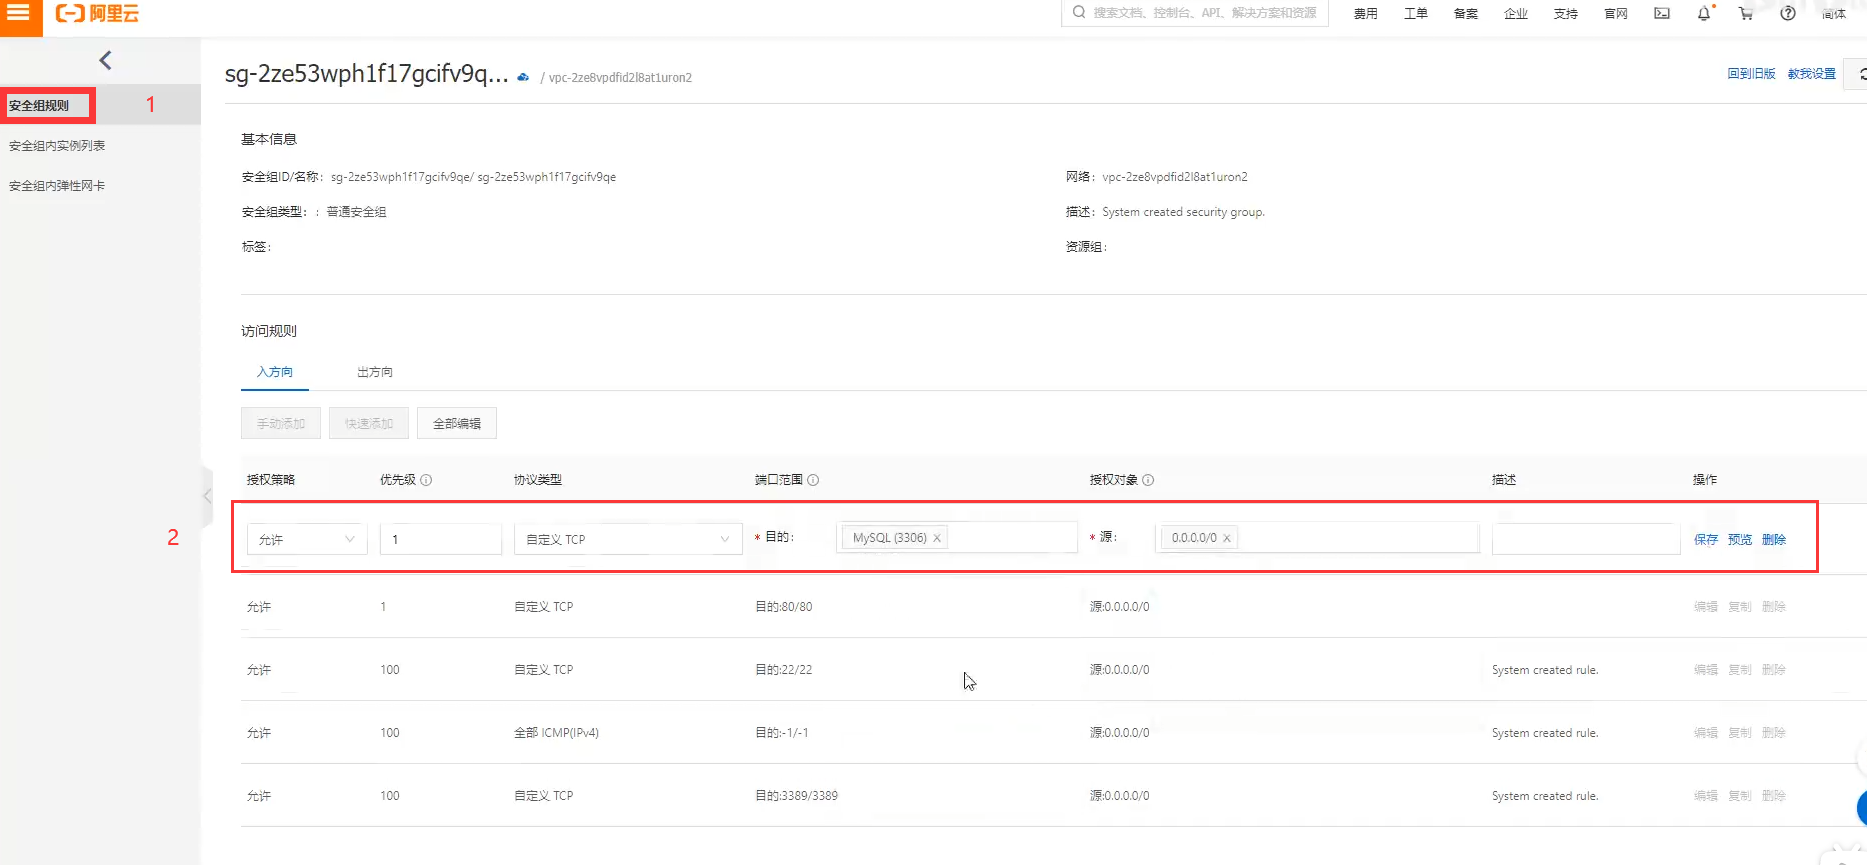 阿里云
搜索文档、控制台、API、解决方案和资源
费用 工单 备案 企业 支持 官网 简体
sg-2ze53wph1f17gcifv9q... / vpc-2ze8vpdfid2l8at1uron2
回到旧版 教我设置
安全组规则 1
安全组内实例列表
安全组内弹性网卡
基本信息
安全组ID/名称： sg-2ze53wph1f17gcifv9qe/ sg-2ze53wph1f17gcifv9qe
网络： vpc-2ze8vpdfid2l8at1uron2
安全组类型： ： 普通安全组
描述： System created security group.
标签：
资源组：
访问规则
入方向 出方向
手动添加 快速添加 全部编辑
授权策略 优先级 协议类型 端口范围 授权对象 描述 操作
2
允许 1 自定义 TCP * 目的： MySQL (3306) × * 源： 0.0.0.0/0 × 保存 预览 删除
允许 1 自定义 TCP 目的:80/80 源:0.0.0.0/0 编辑 复制 删除
允许 100 自定义 TCP 目的:22/22 源:0.0.0.0/0 System created rule. 编辑 复制 删除
允许 100 全部 ICMP(IPv4) 目的:-1/-1 源:0.0.0.0/0 System created rule. 编辑 复制 删除
允许 100 自定义 TCP 目的:3389/3389 源:0.0.0.0/0 System created rule. 编辑 复制 删除